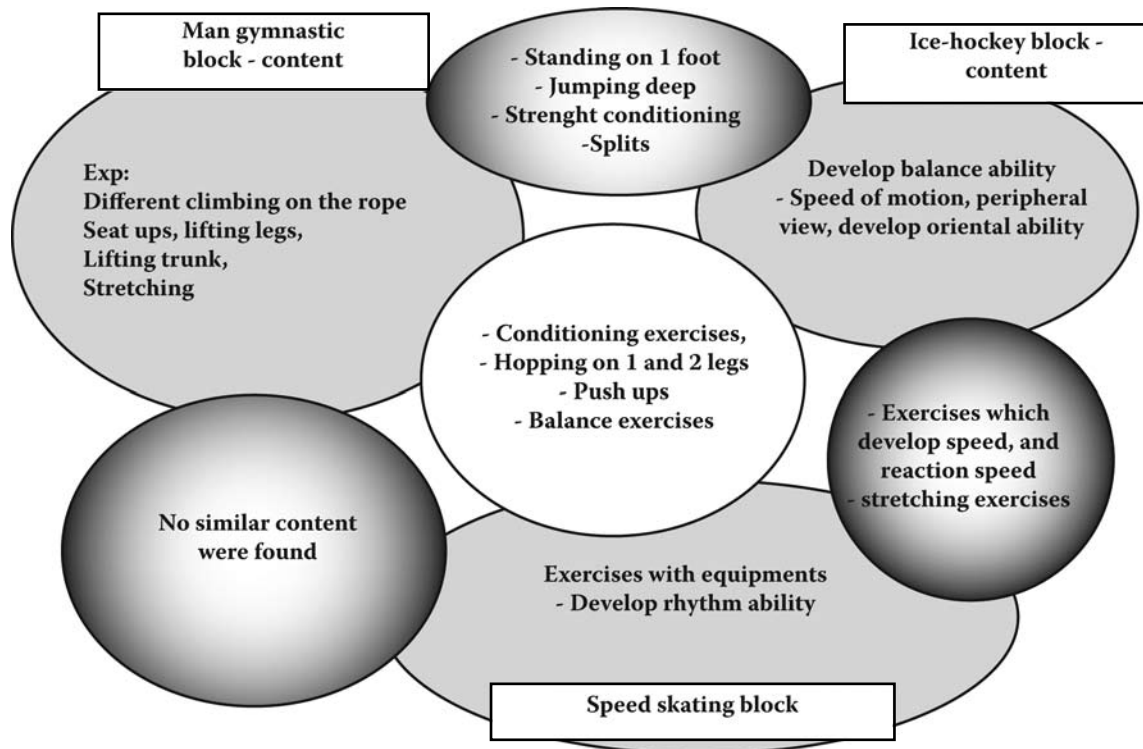 Man gymnastic
block - content
- Standing on 1 foot
- Jumping deep
- Strenght conditioning
-Splits
Ice-hockey block -
content
Exp:
Different climbing on the rope
Seat ups, lifting legs,
Lifting trunk,
Stretching
Develop balance ability
- Speed of motion, peripheral
view, develop oriental ability
- Conditioning exercises,
- Hopping on 1 and 2 legs
- Push ups
- Balance exercises
- Exercises which
develop speed, and
reaction speed
- stretching exercises
No similar content
were found
Exercises with equipments
- Develop rhythm ability
Speed skating block